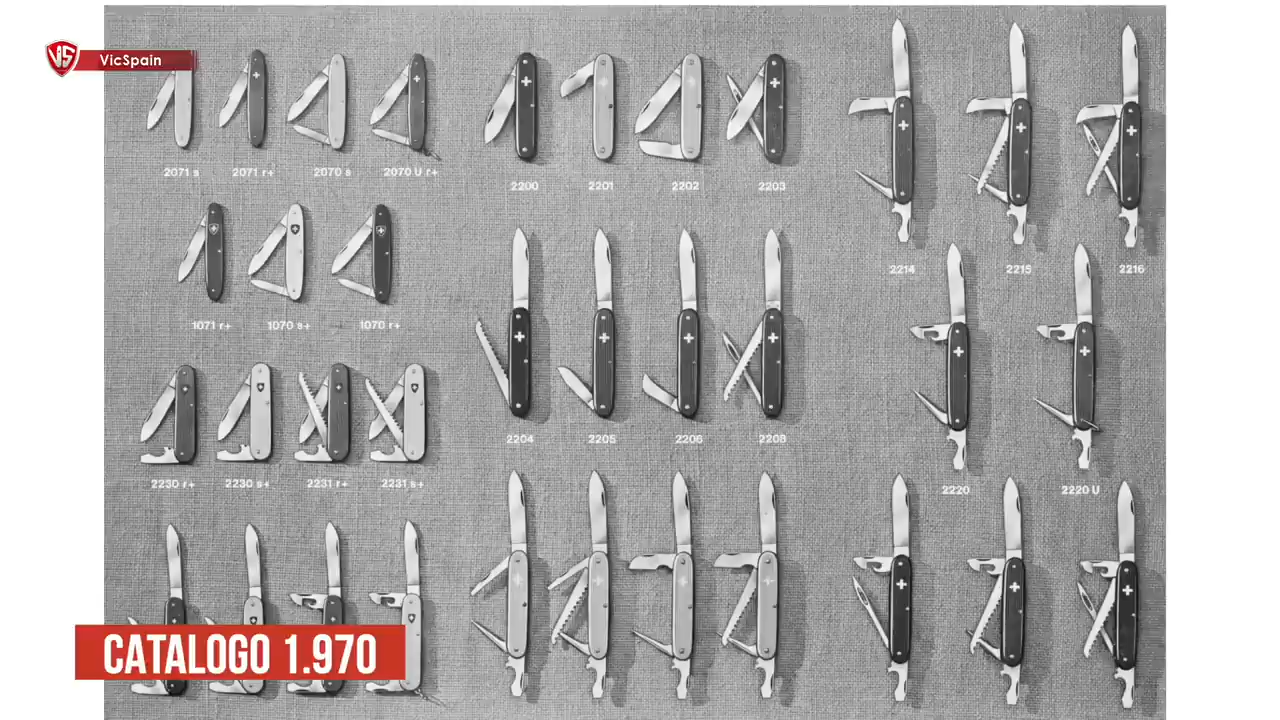 VS VicSpain
2071 s 2071 r+ 2070 s 2070 U r+
2200 2201 2202 2203
2214 2215 2216
1071 r+ 1070 s+ 1070 r+
2204 2205 2206 2208
2230 r+ 2230 s+ 2231 r+ 2231 s+
2220 2220 U
CATALOGO 1.970